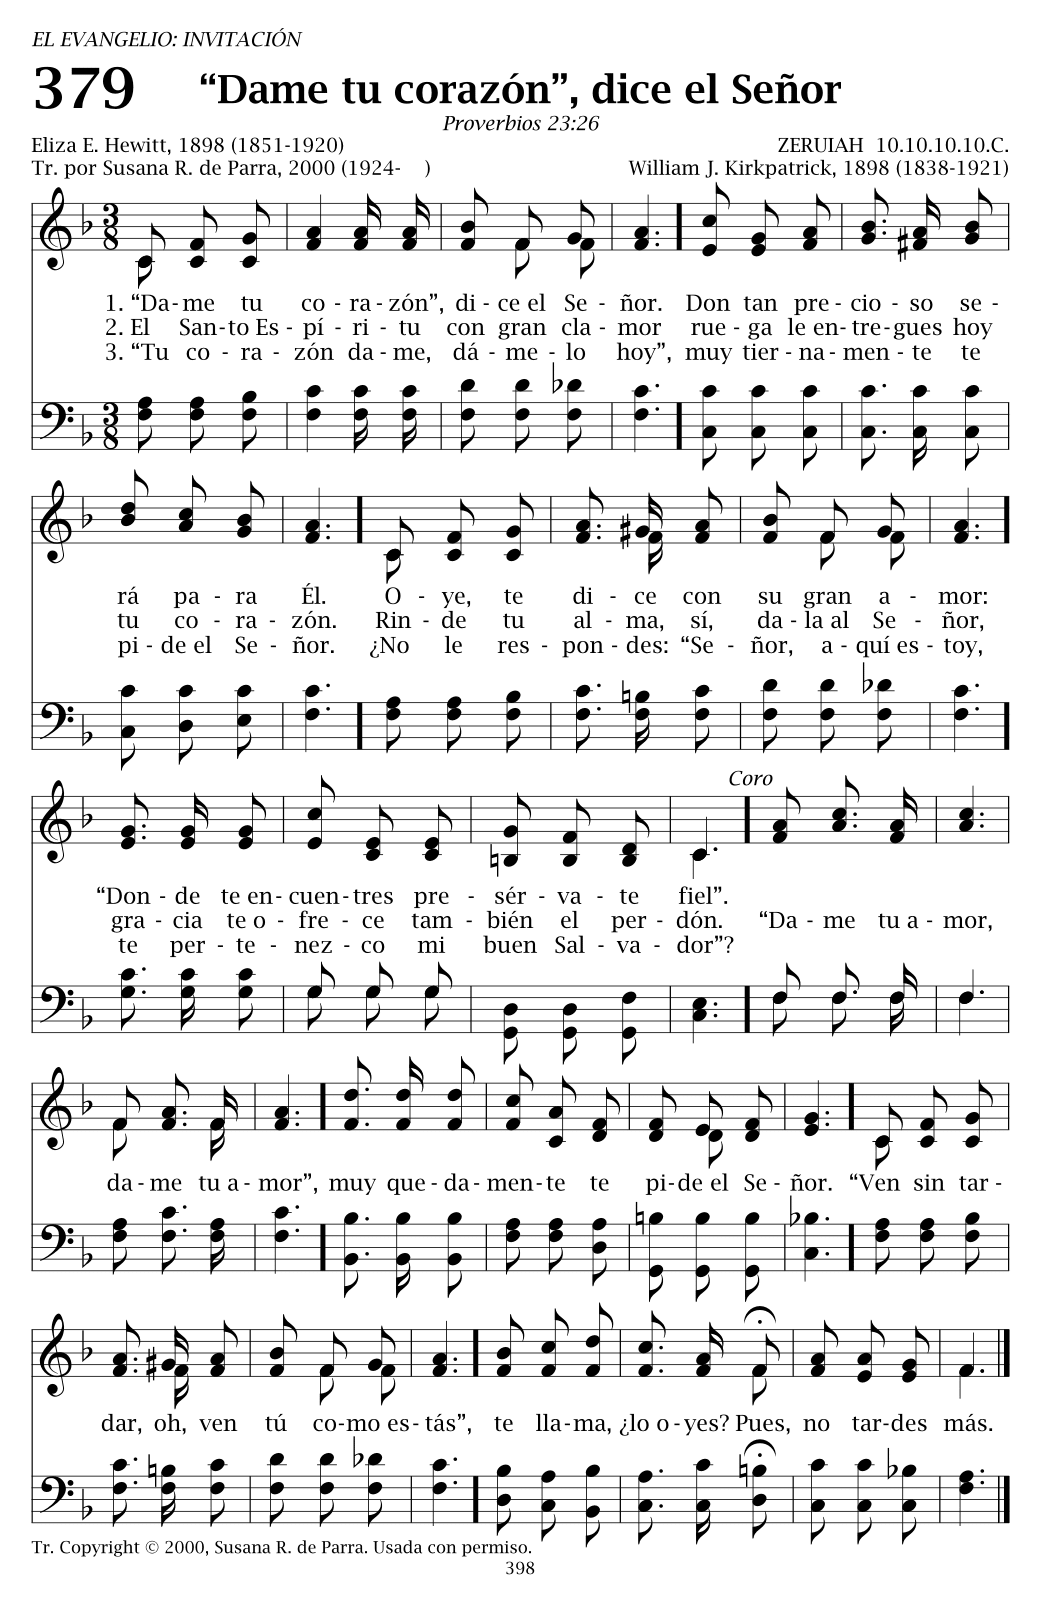 EL EVANGELIO: INVITACIÓN
379 “Dame tu corazón”, dice el Señor
Proverbios 23:26
Eliza E. Hewitt, 1898 (1851-1920) ZERUIAH 10.10.10.10.C.
Tr. por Susana R. de Parra, 2000 (1924- ) William J. Kirkpatrick, 1898 (1838-1921)
1. “Da-me tu co - ra - zón”, di - ce el Se - ñor. Don tan pre - cio - so se -
2. El San-to Es - pí - ri - tu con gran cla - mor rue - ga le en-tre-gues hoy
3. “Tu co - ra - zón da - me, dá - me - lo hoy”, muy tier - na - men - te te
rá pa - ra Él. O - ye, te di - ce con su gran a - mor:
tu co - ra - zón. Rin - de tu al - ma, sí, da - la al Se - ñor,
pi - de el Se - ñor. ¿No le res - pon - des: “Se - ñor, a - quí es - toy,
Coro
“Don - de te en - cuen - tres pre - sér - va - te fiel”.
gra - cia te o - fre - ce tam - bién el per - dón. “Da - me tu a - mor,
te per - te - nez - co mi buen Sal - va - dor”?
da - me tu a - mor”, muy que - da - men - te te pi - de el Se - ñor. “Ven sin tar -
dar, oh, ven tú co-mo es - tás”, te lla-ma, ¿lo o - yes? Pues, no tar-des más.
Tr. Copyright © 2000, Susana R. de Parra. Usada con permiso.
398